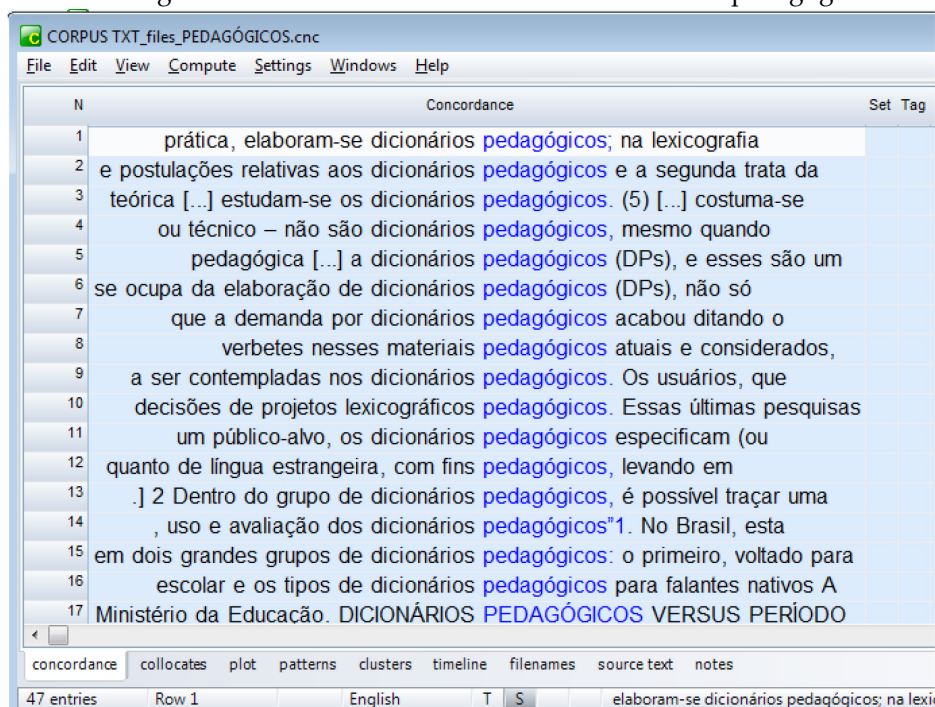 CORPUS TXT_files_PEDAGÓGICOS.cnc
File Edit View Compute Settings Windows Help
N Concordance Set Tag
1 prática, elaboram-se dicionários pedagógicos; na lexicografia
2 e postulações relativas aos dicionários pedagógicos e a segunda trata da
3 teórica [...] estudam-se os dicionários pedagógicos. (5) [...] costuma-se
4 ou técnico – não são dicionários pedagógicos, mesmo quando
5 pedagógica [...] a dicionários pedagógicos (DPs), e esses são um
6 se ocupa da elaboração de dicionários pedagógicos (DPs), não só
7 que a demanda por dicionários pedagógicos acabou ditando o
8 verbetes nesses materiais pedagógicos atuais e considerados,
9 a ser contempladas nos dicionários pedagógicos. Os usuários, que
10 decisões de projetos lexicográficos pedagógicos. Essas últimas pesquisas
11 um público-alvo, os dicionários pedagógicos especificam (ou
12 quanto de língua estrangeira, com fins pedagógicos, levando em
13 .] 2 Dentro do grupo de dicionários pedagógicos, é possível traçar uma
14 , uso e avaliação dos dicionários pedagógicos"1. No Brasil, esta
15 em dois grandes grupos de dicionários pedagógicos: o primeiro, voltado para
16 escolar e os tipos de dicionários pedagógicos para falantes nativos A
17 Ministério da Educação. DICIONÁRIOS PEDAGÓGICOS VERSUS PERÍODO
concordance collocates plot patterns clusters timeline filenames source text notes
47 entries Row 1 English T S elaboram-se dicionários pedagógicos; na lexi